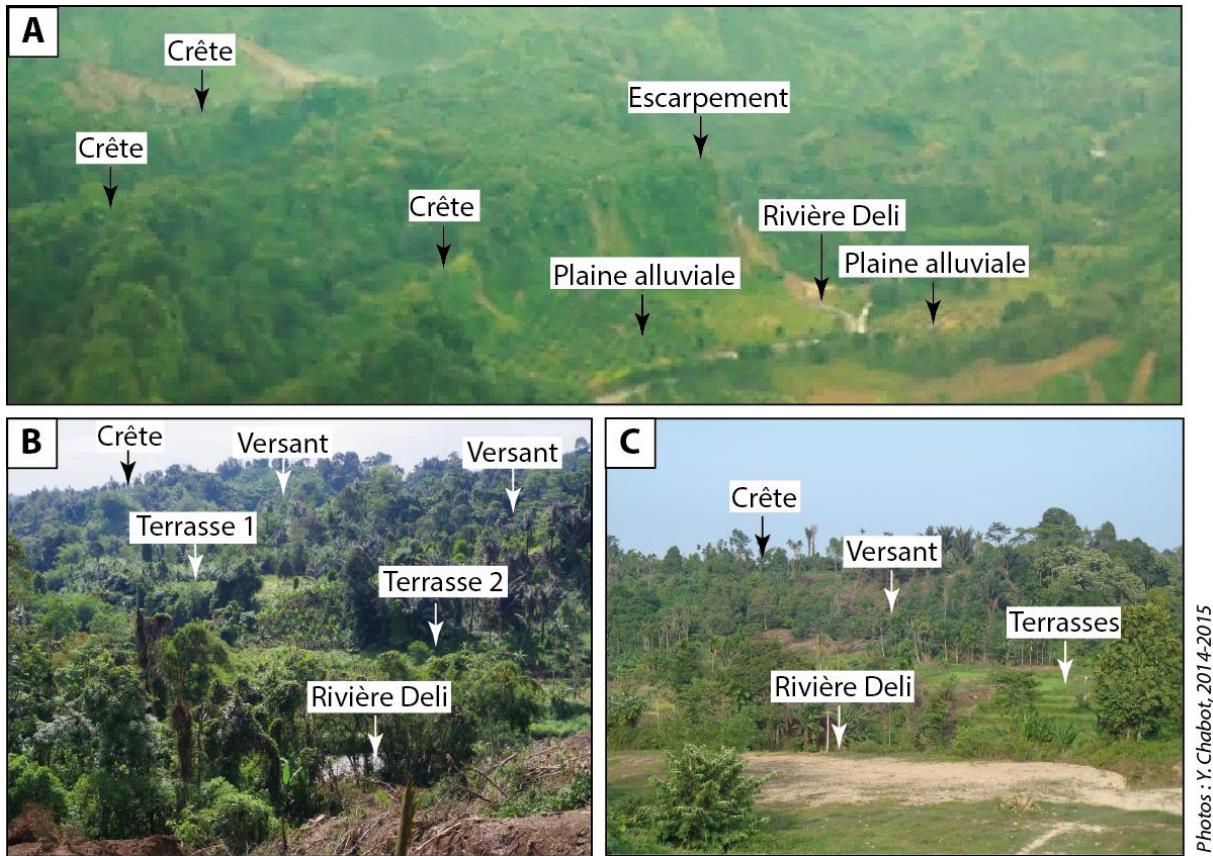 A
Crête
Escarpement
Crête
Crête
Rivière Deli
Plaine alluviale
Plaine alluviale
B
Crête
Versant
Versant
Terrasse 1
Terrasse 2
Rivière Deli
C
Crête
Versant
Terrasses
Rivière Deli
Photos : Y. Chabot, 2014-2015